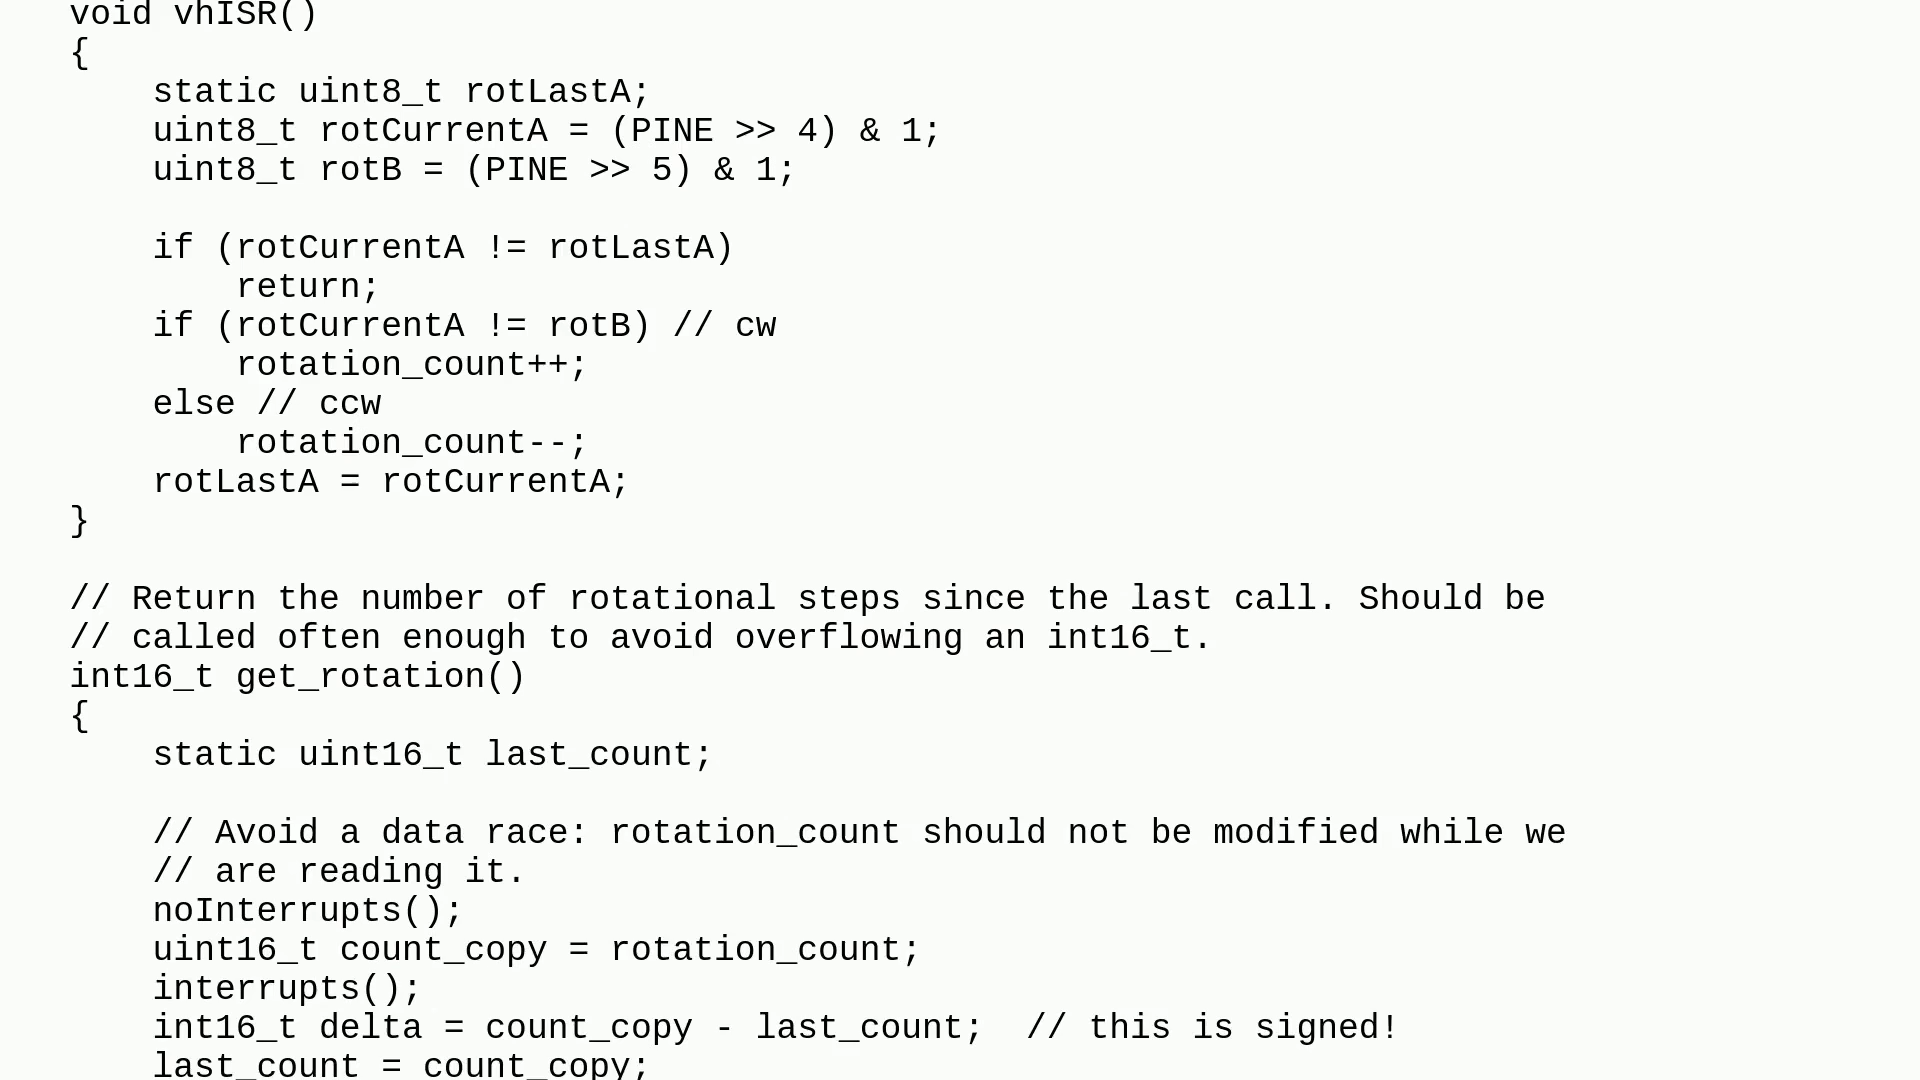 void vhISR()
{
    static uint8_t rotLastA;
    uint8_t rotCurrentA = (PINE >> 4) & 1;
    uint8_t rotB = (PINE >> 5) & 1;

    if (rotCurrentA != rotLastA)
        return;
    if (rotCurrentA != rotB) // cw
        rotation_count++;
    else // ccw
        rotation_count--;
    rotLastA = rotCurrentA;
}

// Return the number of rotational steps since the last call. Should be
// called often enough to avoid overflowing an int16_t.
int16_t get_rotation()
{
    static uint16_t last_count;

    // Avoid a data race: rotation_count should not be modified while we
    // are reading it.
    noInterrupts();
    uint16_t count_copy = rotation_count;
    interrupts();
    int16_t delta = count_copy - last_count;  // this is signed!
    last_count = count_copy;